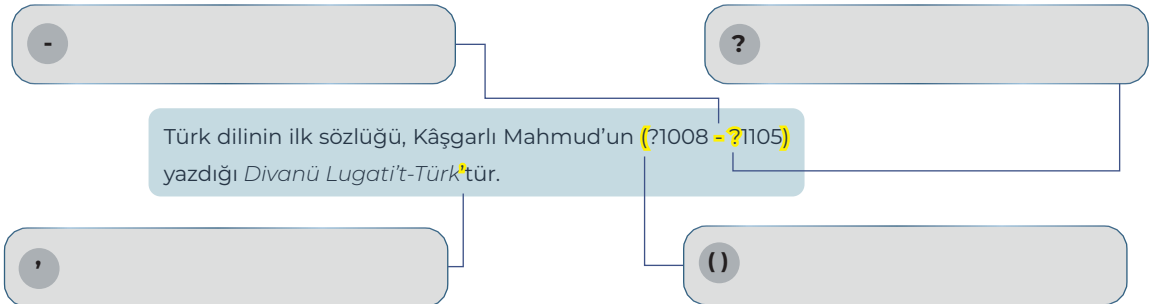 -
?
Türk dilinin ilk sözlüğü, Kâşgarlı Mahmud’un (?1008 - ?1105)
yazdığı Divanü Lugati’t-Türk’tür.
’
( )